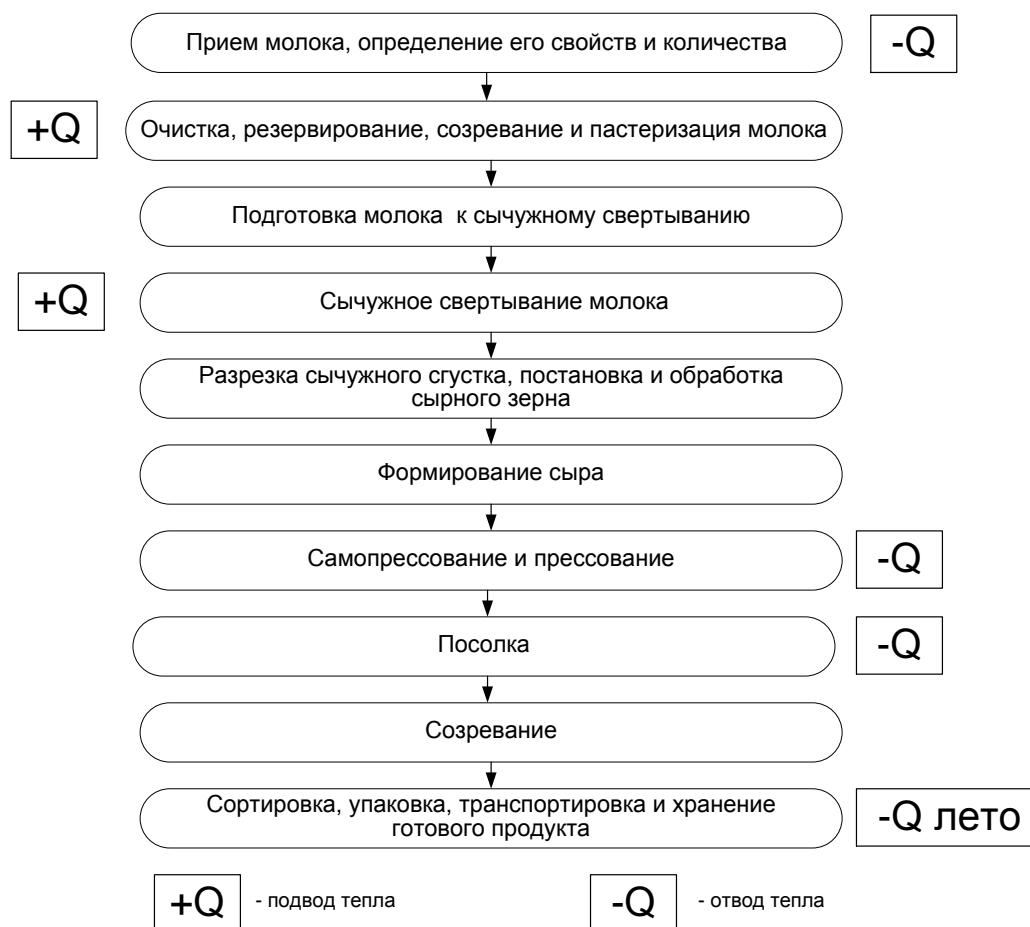 Прием молока, определение его свойств и количества
-Q
+Q
Очистка, резервирование, созревание и пастеризация молока
Подготовка молока к сычужному свертыванию
+Q
Сычужное свертывание молока
Разрезка сычужного сгустка, постановка и обработка
сырного зерна
Формирование сыра
Самопрессование и прессование
-Q
Посолка
-Q
Созревание
Сортировка, упаковка, транспортировка и хранение
готового продукта
-Q лето
+Q - подвод тепла
-Q - отвод тепла